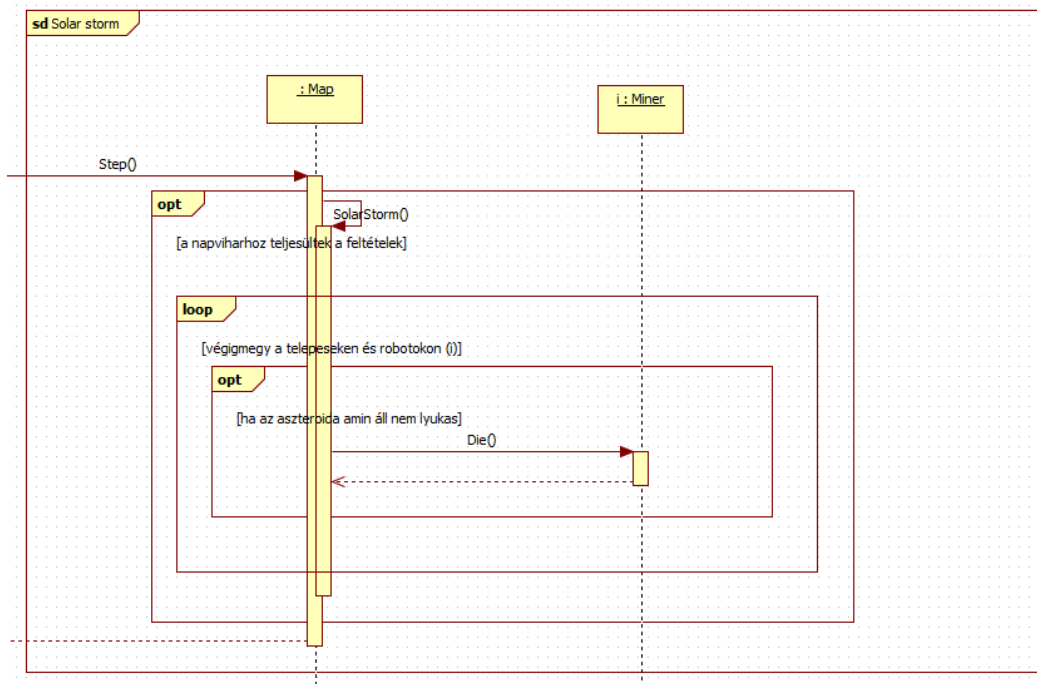 sd Solar storm
: Map
i : Miner
Step()
opt
SolarStorm()
[a napviharhoz teljesültek a feltételek]
loop
[végigmegy a telepeseken és robotokon (i)]
opt
[ha az aszteroida amin áll nem lyukas]
Die()